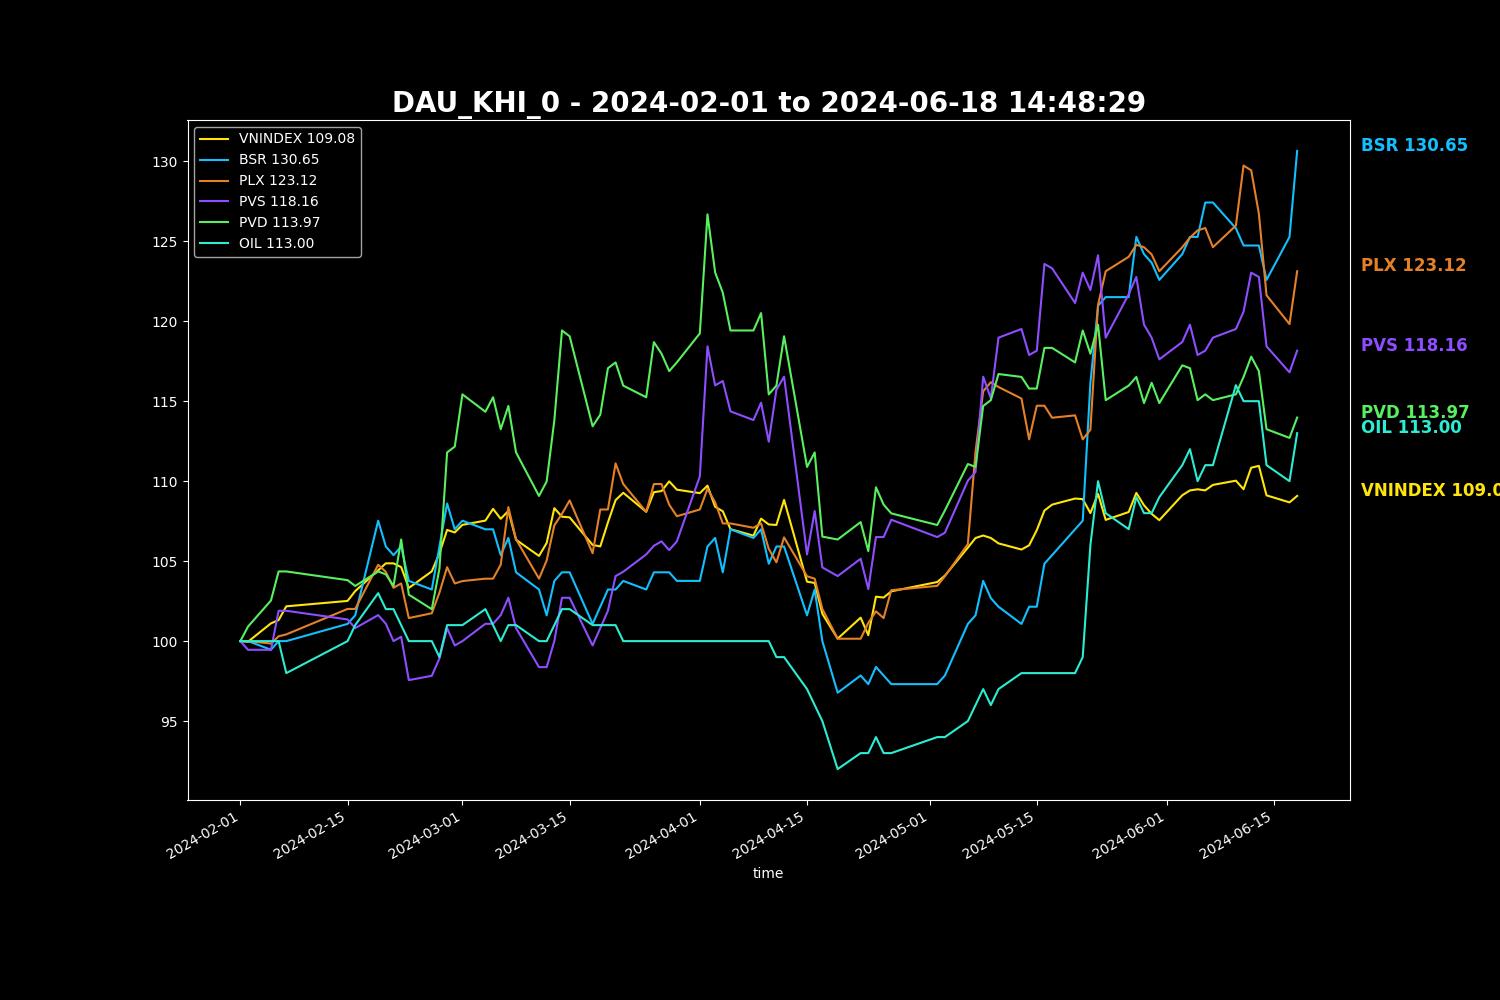 DAU_KHI_0 - 2024-02-01 to 2024-06-18 14:48:29
VNINDEX 109.08
BSR 130.65
PLX 123.12
PVS 118.16
PVD 113.97
OIL 113.00
130
125
120
115
110
105
100
95
BSR 130.65
PLX 123.12
PVS 118.16
PVD 113.97
OIL 113.00
VNINDEX 109.0
2024-02-01
2024-02-15
2024-03-01
2024-03-15
2024-04-01
2024-04-15
2024-05-01
2024-05-15
2024-06-01
2024-06-15
time